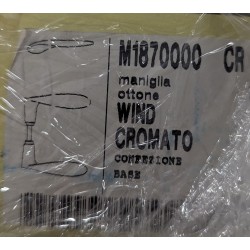 M1870000 CR
maniglia
ottone
WIND
CROMATO
CONFEZIONE
BASE